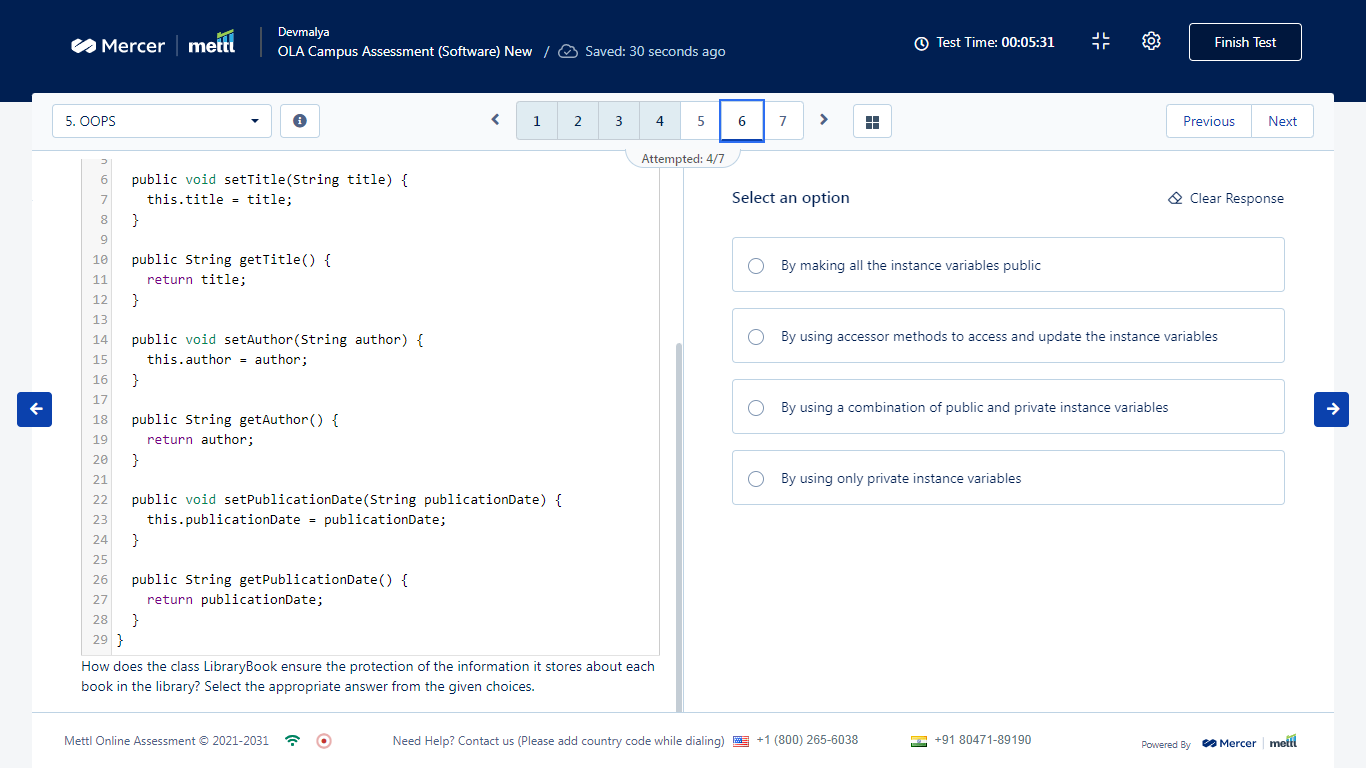 Mercer mettl
Devmalya
OLA Campus Assessment (Software) New / Saved: 30 seconds ago
Test Time: 00:05:31
Finish Test
5. OOPS
1 2 3 4 5 6 7
Previous Next
Attempted: 4/7
5
6 public void setTitle(String title) {
7 this.title = title;
8 }
9
10 public String getTitle() {
11 return title;
12 }
13
14 public void setAuthor(String author) {
15 this.author = author;
16 }
17
18 public String getAuthor() {
19 return author;
20 }
21
22 public void setPublicationDate(String publicationDate) {
23 this.publicationDate = publicationDate;
24 }
25
26 public String getPublicationDate() {
27 return publicationDate;
28 }
29 }
How does the class LibraryBook ensure the protection of the information it stores about each
book in the library? Select the appropriate answer from the given choices.
Select an option
Clear Response
By making all the instance variables public
By using accessor methods to access and update the instance variables
By using a combination of public and private instance variables
By using only private instance variables
Mettl Online Assessment © 2021-2031
Need Help? Contact us (Please add country code while dialing) +1 (800) 265-6038
+91 80471-89190
Powered By Mercer mettl